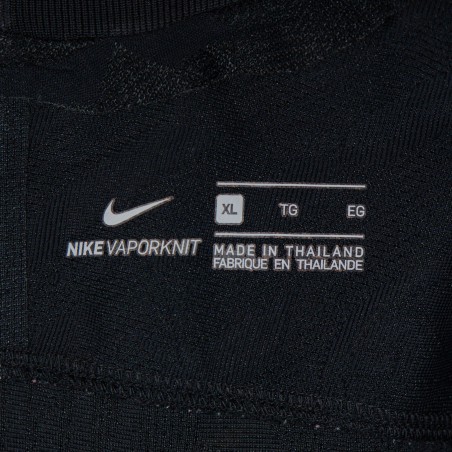 XL TG EG
NIKE VAPORKNIT
MADE IN THAILAND
FABRIQUE EN THAILANDE